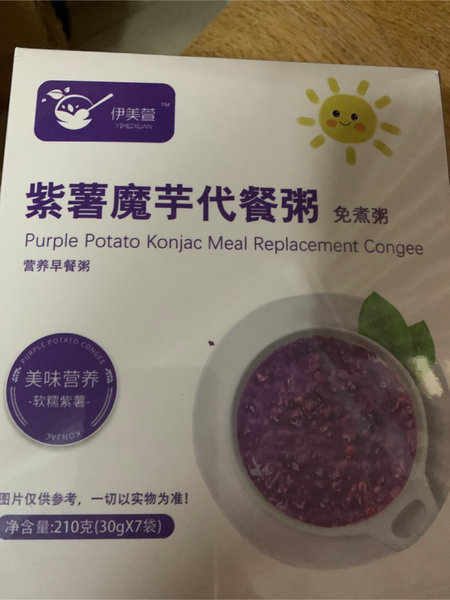 伊美萱 TM
YIMEIXUAN
紫薯魔芋代餐粥 免煮粥
Purple Potato Konjac Meal Replacement Congee
营养早餐粥
PURPLE POTATO CONGEE
美味营养
-软糯紫薯-
KONJAC
图片仅供参考，一切以实物为准!
净含量:210克(30gX7袋)